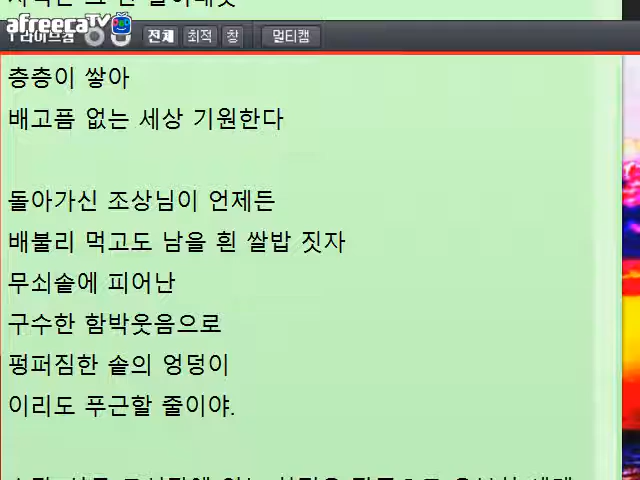 afreecaTV
전체 최적 창 멀티캠
층층이 쌓아
배고픔 없는 세상 기원한다
돌아가신 조상님이 언제든
배불리 먹고도 남을 흰 쌀밥 짓자
무쇠솥에 피어난
구수한 함박웃음으로
펑퍼짐한 솥의 엉덩이
이리도 푸근할 줄이야.